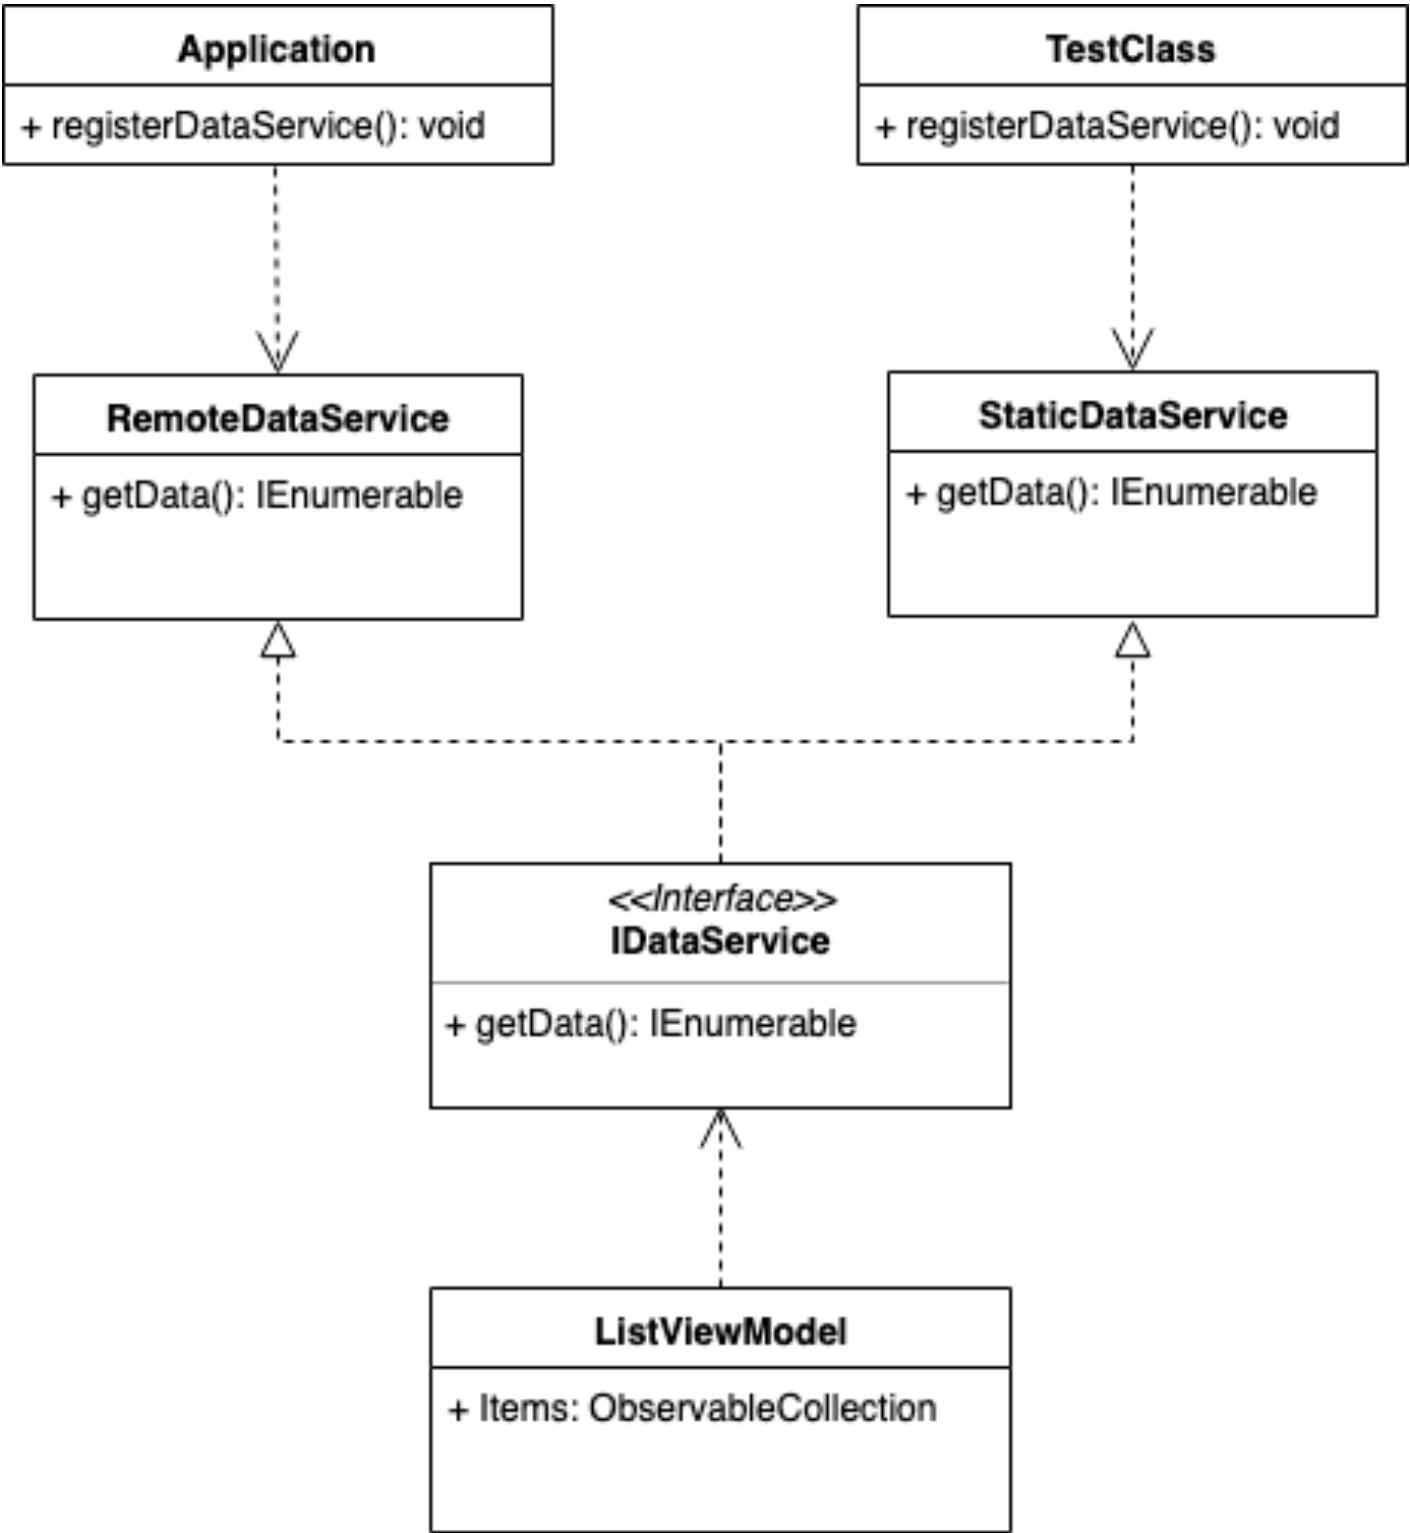 Application
+ registerDataService(): void
TestClass
+ registerDataService(): void
RemoteDataService
+ getData(): IEnumerable
StaticDataService
+ getData(): IEnumerable
<<Interface>>
IDataService
+ getData(): IEnumerable
ListViewModel
+ Items: ObservableCollection